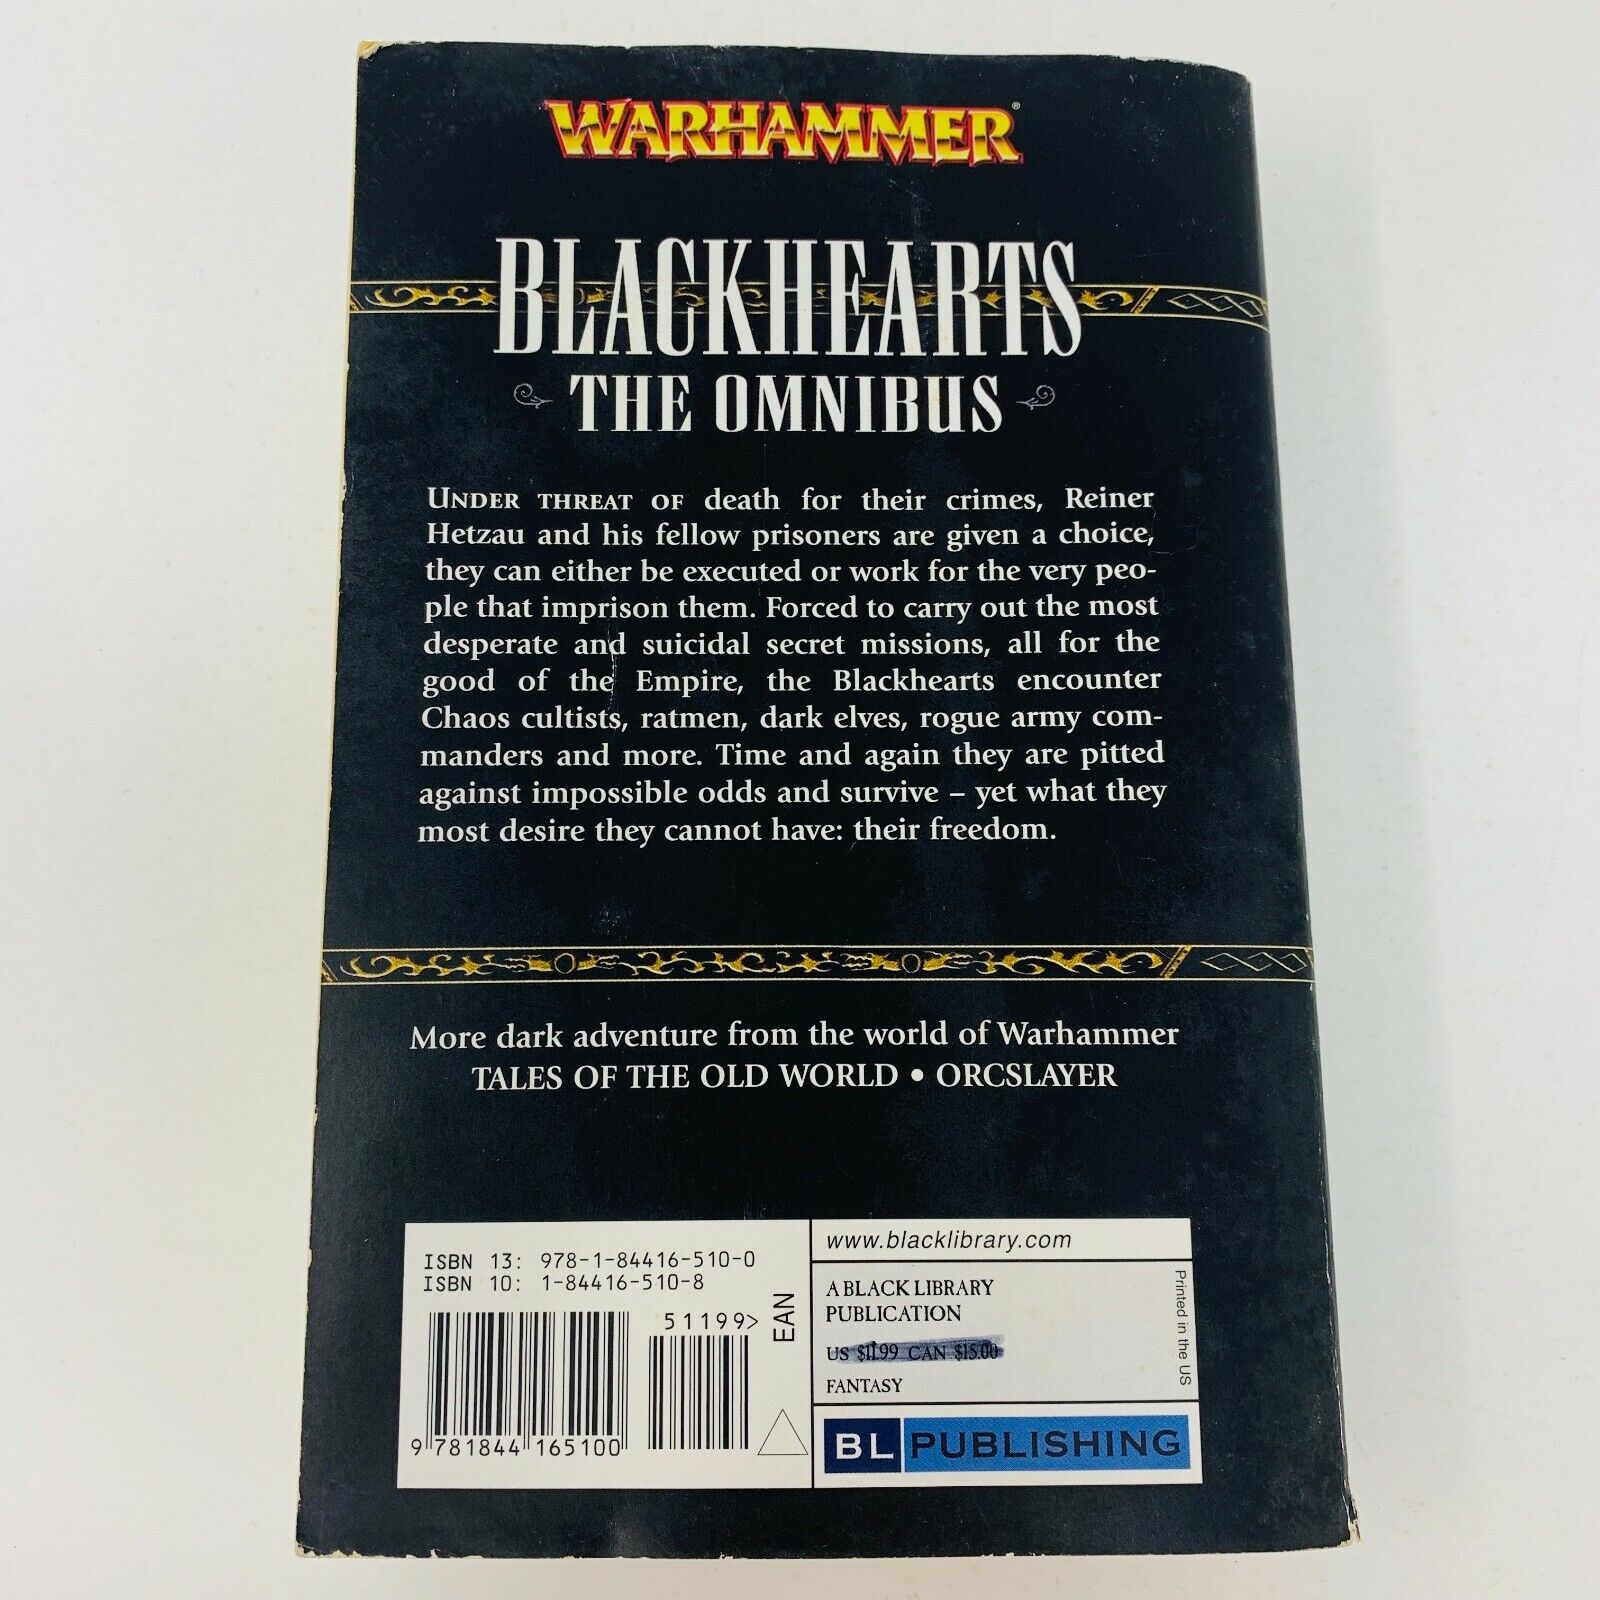 WARHAMMER®
BLACKHEARTS
THE OMNIBUS
UNDER THREAT OF death for their crimes, Reiner
Hetzau and his fellow prisoners are given a choice,
they can either be executed or work for the very peo-
ple that imprison them. Forced to carry out the most
desperate and suicidal secret missions, all for the
good of the Empire, the Blackhearts encounter
Chaos cultists, ratmen, dark elves, rogue army com-
manders and more. Time and again they are pitted
against impossible odds and survive – yet what they
most desire they cannot have: their freedom.
More dark adventure from the world of Warhammer
TALES OF THE OLD WORLD • ORCSLAYER
ISBN 13: 978-1-84416-510-0
ISBN 10: 1-84416-510-8
51199>
EAN
9 781844 165100
www.blacklibrary.com
A BLACK LIBRARY
PUBLICATION
US $11.99 CAN $15.00
FANTASY
Printed in the US
BL PUBLISHING